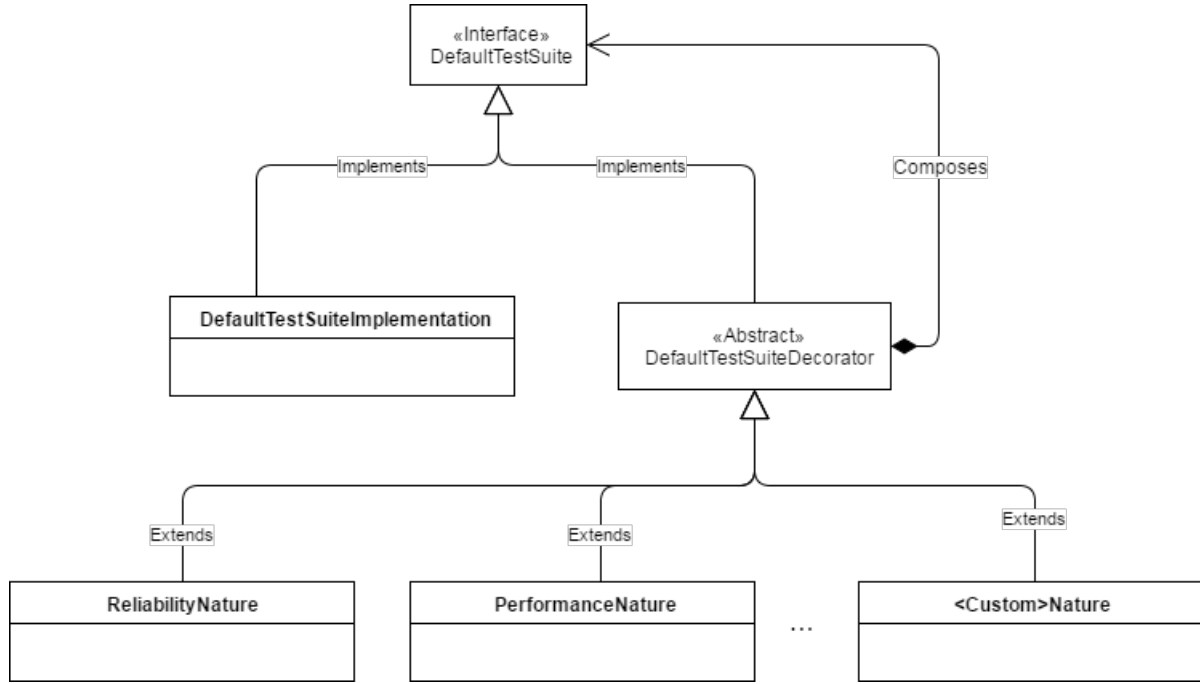 «Interface»
DefaultTestSuite
Implements
Implements
Composes
DefaultTestSuiteImplementation
«Abstract»
DefaultTestSuiteDecorator
Extends
Extends
Extends
ReliabilityNature
PerformanceNature
...
<Custom>Nature